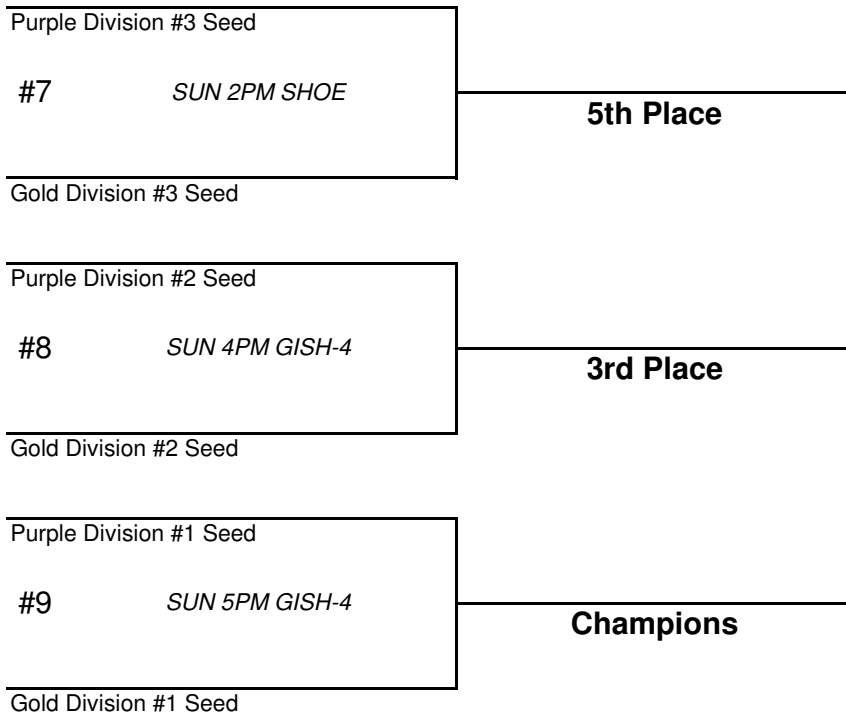 Purple Division #3 Seed
#7 SUN 2PM SHOE
5th Place
Gold Division #3 Seed
Purple Division #2 Seed
#8 SUN 4PM GISH-4
3rd Place
Gold Division #2 Seed
Purple Division #1 Seed
#9 SUN 5PM GISH-4
Champions
Gold Division #1 Seed